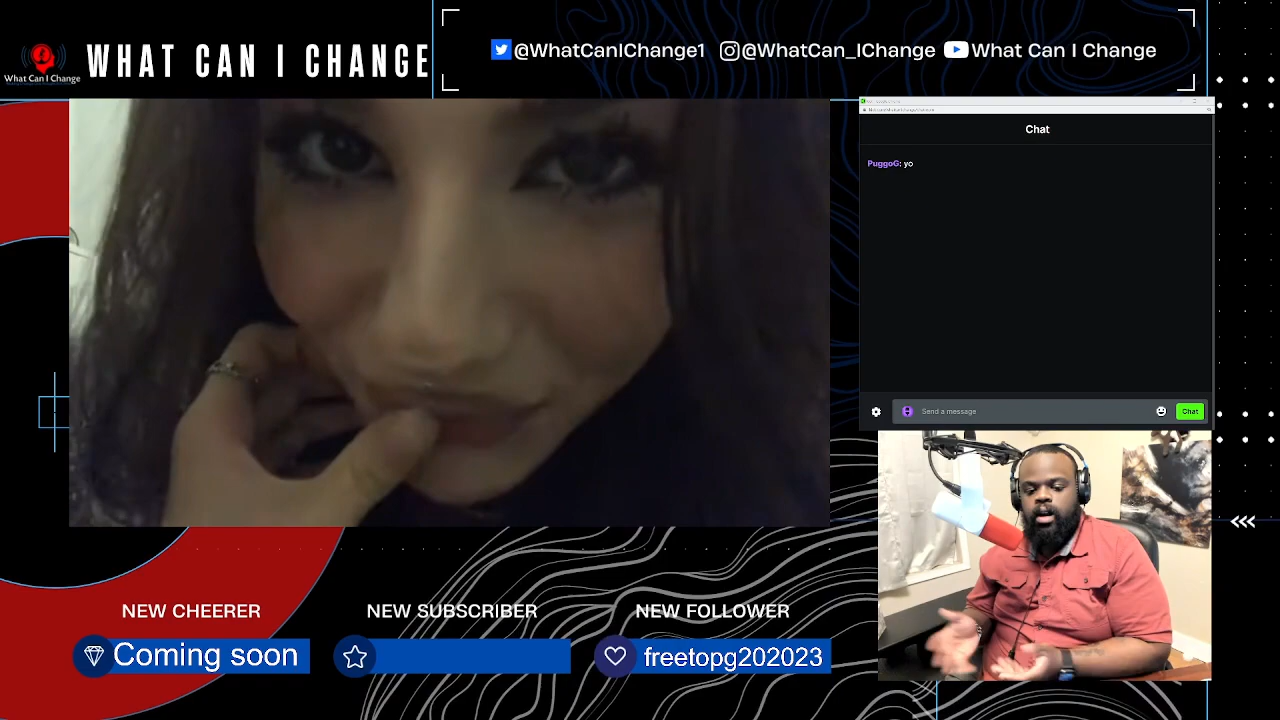 WHAT CAN I CHANGE
What Can I Change
@WhatCanIChange1
@WhatCan_IChange
What Can I Change
Chat
PuggoG: yo
Send a message
Chat
NEW CHEERER
NEW SUBSCRIBER
NEW FOLLOWER
Coming soon
freetopg202023